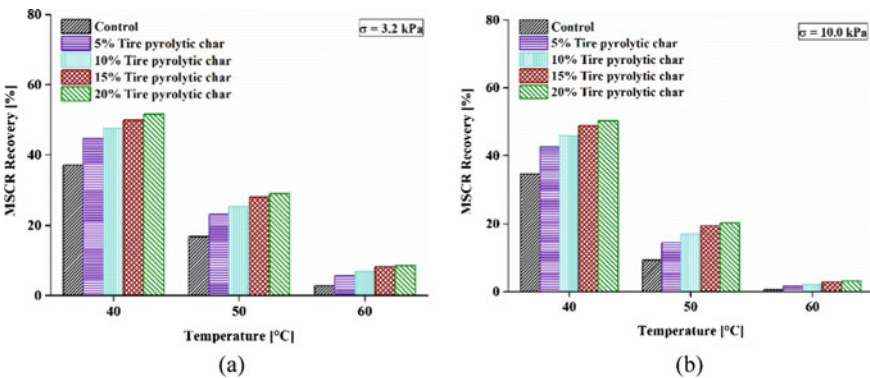 80
60
40
20
0
MSCR Recovery [%]
Control
5% Tire pyrolytic char
10% Tire pyrolytic char
15% Tire pyrolytic char
20% Tire pyrolytic char
σ = 3.2 kPa
40 50 60
Temperature [°C]
(a)
80
60
40
20
0
MSCR Recovery [%]
Control
5% Tire pyrolytic char
10% Tire pyrolytic char
15% Tire pyrolytic char
20% Tire pyrolytic char
σ = 10.0 kPa
40 50 60
Temperature [°C]
(b)